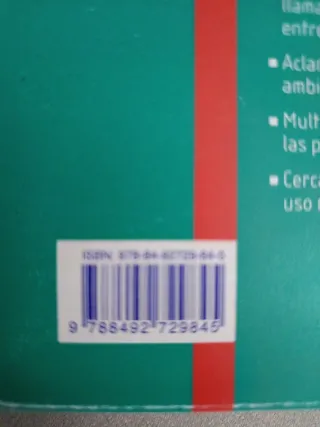 llama
entre
▪ Aclar
ambi
▪ Mult
las p
▪ Cerca
uso
ISBN: 978-84-92729-84-5
9 788492 729845